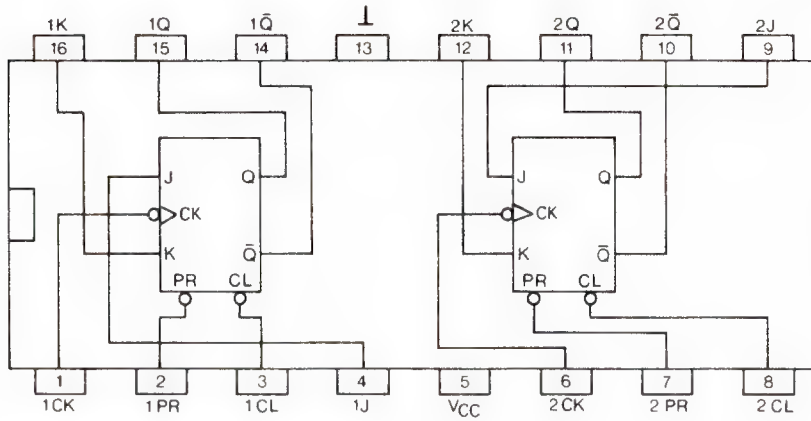 1K 1Q 1Q̅ ⊥ 2K 2Q 2Q̅ 2J
16 15 14 13 12 11 10 9
J Q J Q
CK CK
K Q̅ K Q̅
PR CL PR CL
1 2 3 4 5 6 7 8
1CK 1PR 1CL 1J VCC 2CK 2PR 2CL